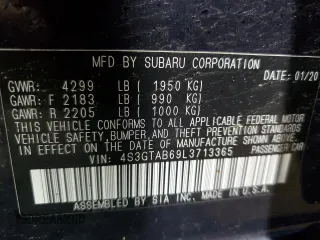 MFD BY SUBARU CORPORATION
GVWR: 4299 LB ( 1950 KG) DATE: 01/20
GAWR: F 2183 LB ( 990 KG)
GAWR: R 2205 LB ( 1000 KG)
THIS VEHICLE CONFORMS TO ALL APPLICABLE FEDERAL MOTOR
VEHICLE SAFETY, BUMPER, AND THEFT PREVENTION STANDARDS
IN EFFECT ON THE DATE OF MANUFACTURE SHOWN ABOVE.
VIN: 4S3GTAB69L3713365 PASSENGER CAR
ASSEMBLED BY SIA INC. MADE IN U.S.A.